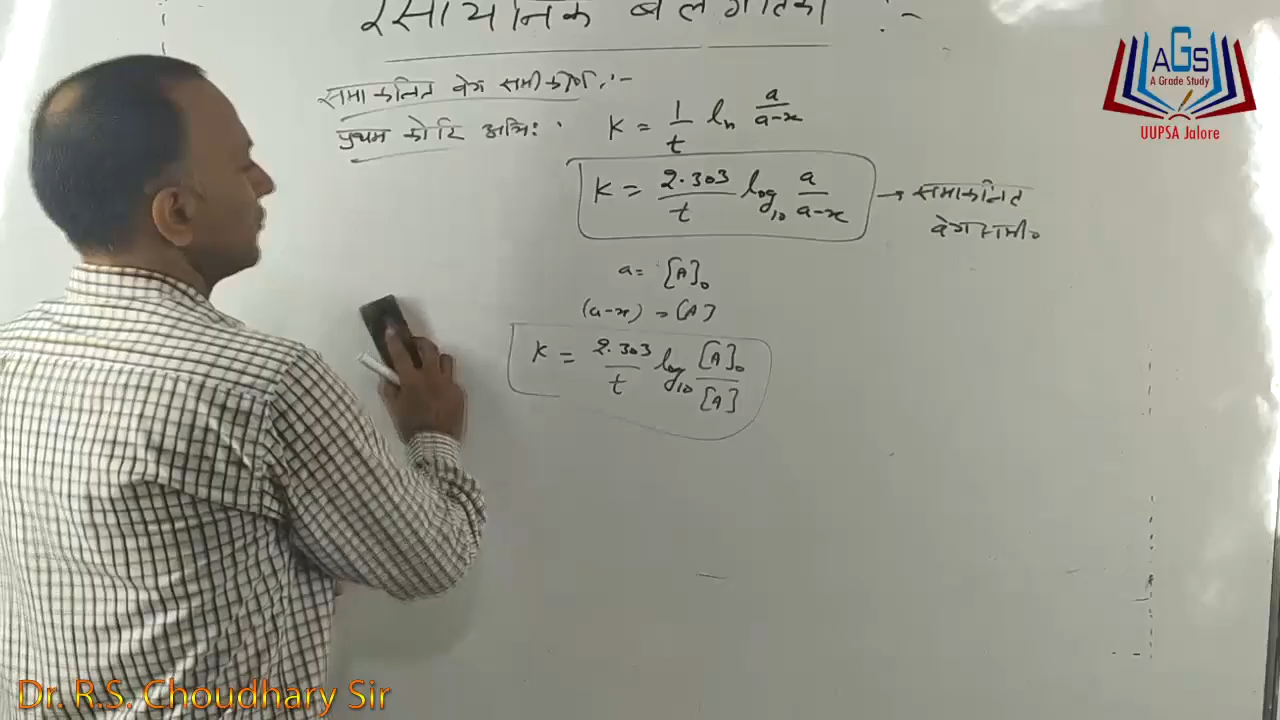 रसायनिक बलगतिकी :-
समाकलित वेग समीकरण :-
प्रथम कोटि अभि :
K = 1/t ln a/a-x
K = 2.303/t log10 a/a-x → समाकलित
वेग समी०
a = [A]0
(a-x) = [A]
K = 2.303/t log10 [A]0/[A]
AGS
A Grade Study
UUPSA Jalore
Dr. R.S. Choudhary Sir